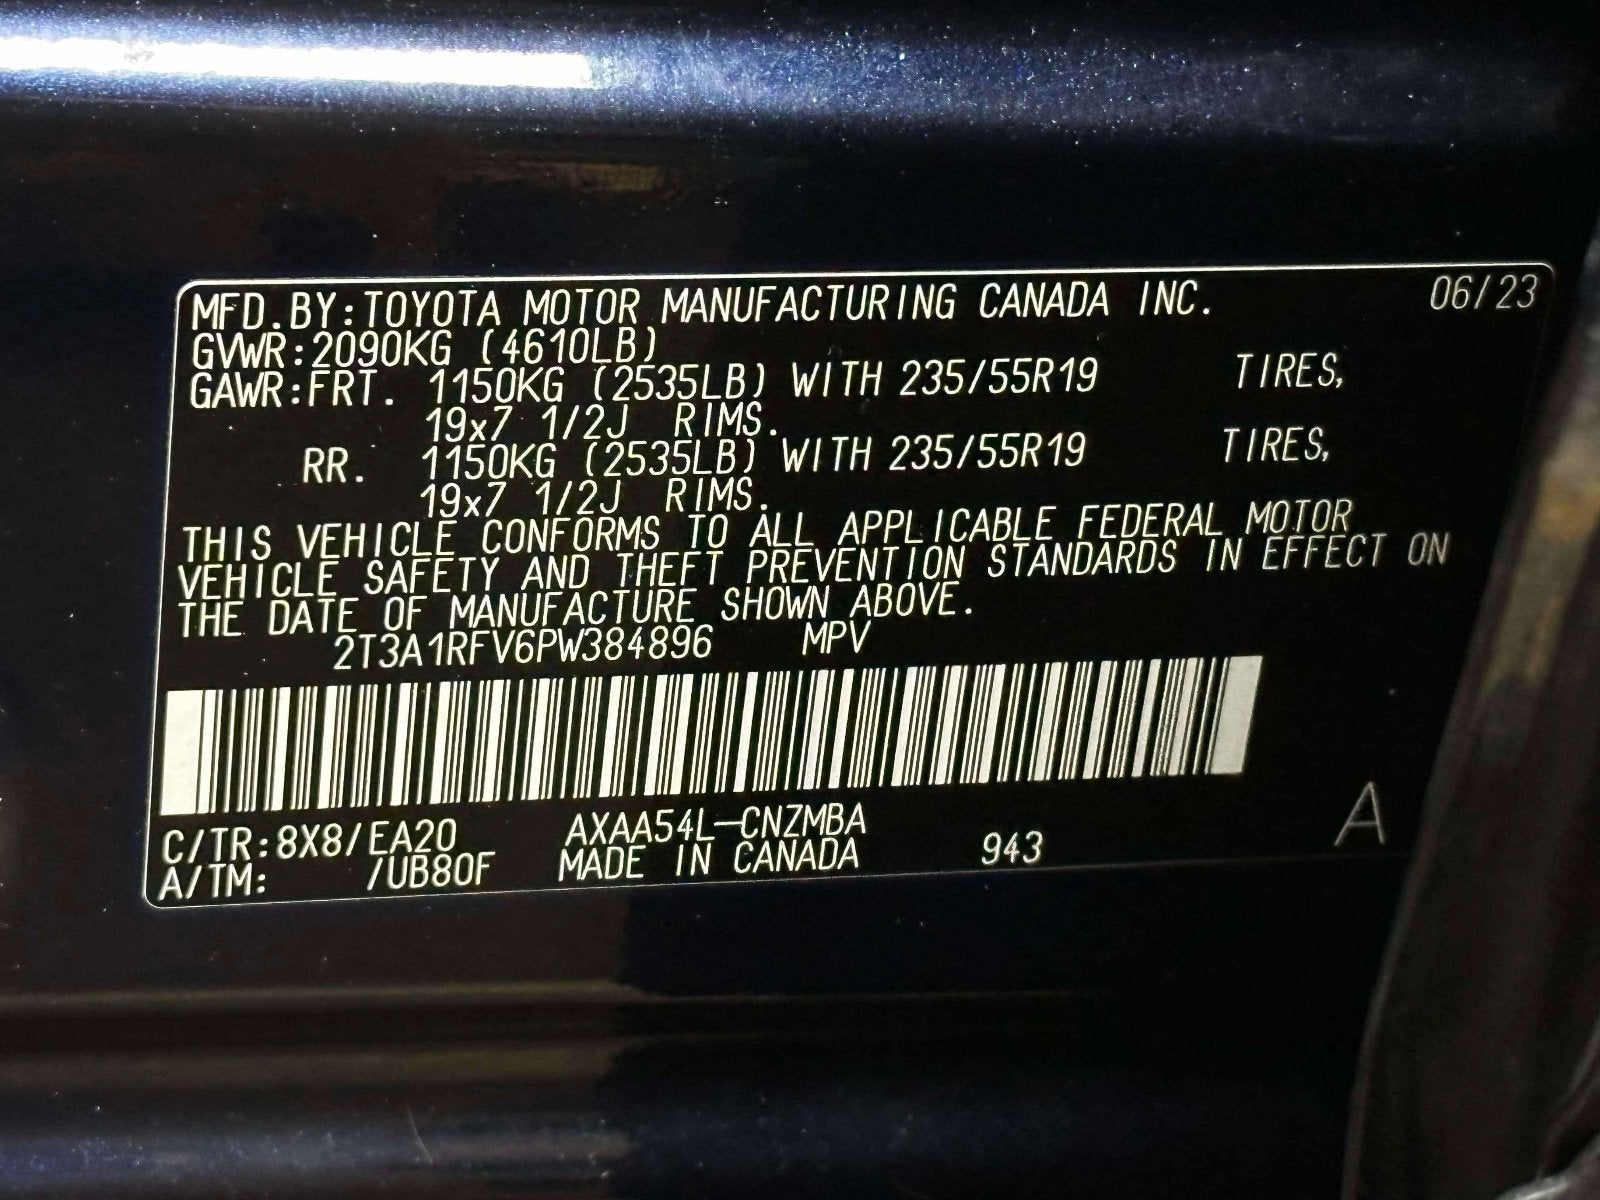 MFD.BY:TOYOTA MOTOR MANUFACTURING CANADA INC. 06/23
GVWR:2090KG (4610LB)
GAWR:FRT. 1150KG (2535LB) WITH 235/55R19 TIRES,
19x7 1/2J RIMS.
RR. 1150KG (2535LB) WITH 235/55R19 TIRES,
19x7 1/2J RIMS.
THIS VEHICLE CONFORMS TO ALL APPLICABLE FEDERAL MOTOR
VEHICLE SAFETY AND THEFT PREVENTION STANDARDS IN EFFECT ON
THE DATE OF MANUFACTURE SHOWN ABOVE.
2T3A1RFV6PW384896 MPV
C/TR:8X8/EA20 AXAA54L-CNZMBA A
A/TM: /UB80F MADE IN CANADA 943